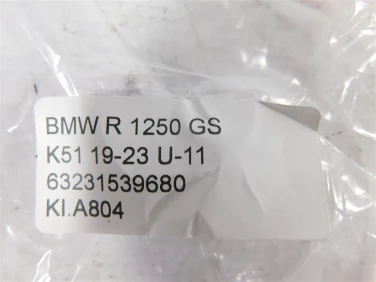 BMW R 1250 GS
K51 19-23 U-11
63231539680
KI.A804